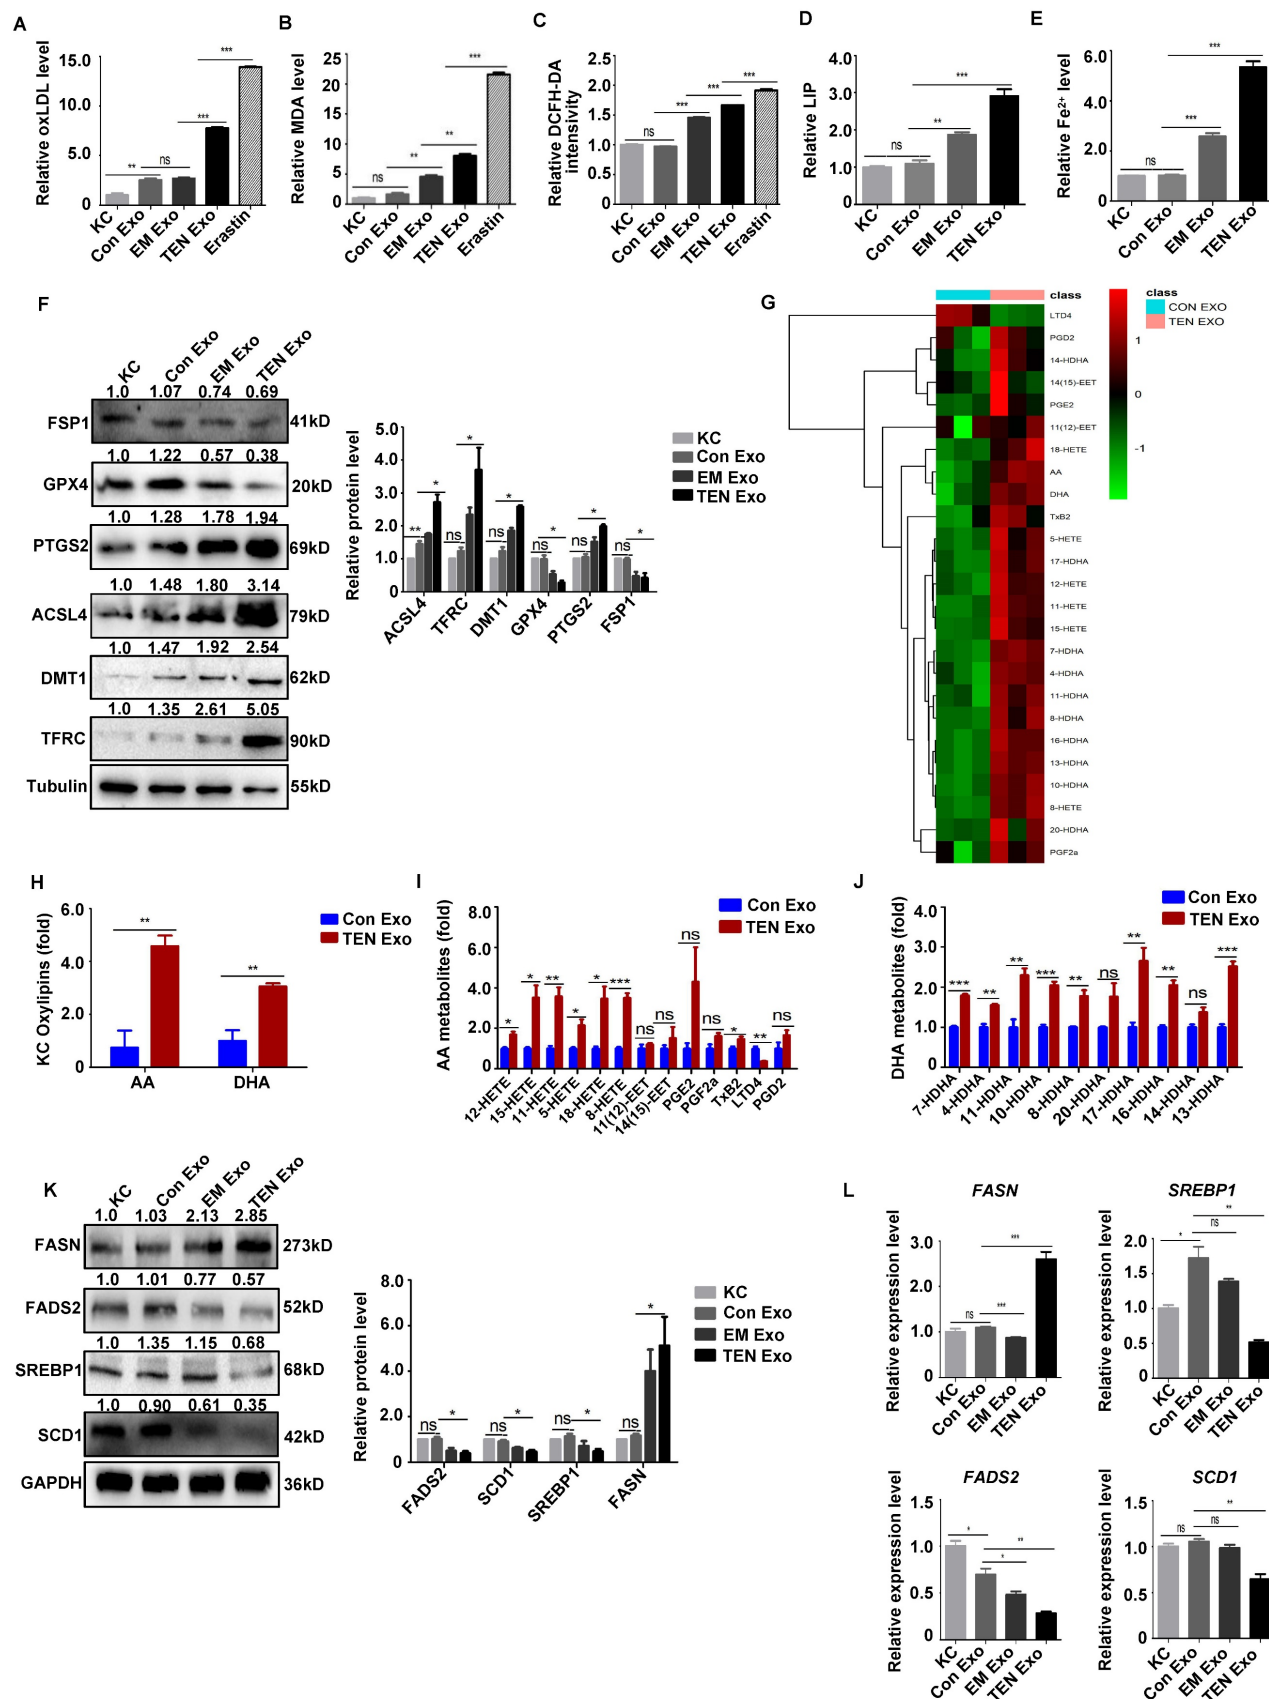 A
Relative oxLDL level
15.0
10.0
5.0
0
**
ns
***
***
KC
Con Exo
EM Exo
TEN Exo
Erastin
B
Relative MDA level
25
20
15
10
5
0
ns
**
**
***
KC
Con Exo
EM Exo
TEN Exo
Erastin
C
Relative DCFH-DA
intensivity
2.5
2.0
1.5
1.0
0.5
0
ns
***
***
***
KC
Con Exo
EM Exo
TEN Exo
Erastin
D
Relative LIP
4.0
3.0
2.0
1.0
0
ns
**
***
KC
Con Exo
EM Exo
TEN Exo
E
Relative Fe²⁺ level
6.0
4.0
2.0
0
ns
***
***
KC
Con Exo
EM Exo
TEN Exo
F
KC Con Exo EM Exo TEN Exo
1.0 1.07 0.74 0.69
FSP1 41kD
1.0 1.22 0.57 0.38
GPX4 20kD
1.0 1.28 1.78 1.94
PTGS2 69kD
1.0 1.48 1.80 3.14
ACSL4 79kD
1.0 1.47 1.92 2.54
DMT1 62kD
1.0 1.35 2.61 5.05
TFRC 90kD
Tubulin 55kD
Relative protein level
5.0
4.0
3.0
2.0
1.0
0
** * ns * ns * ns * ns * ns *
KC
Con Exo
EM Exo
TEN Exo
ACSL4
TFRC
DMT1
GPX4
PTGS2
FSP1
G
class
LTD4
PGD2
14-HDHA
14(15)-EET
PGE2
11(12)-EET
18-HETE
AA
DHA
TxB2
5-HETE
17-HDHA
12-HETE
11-HETE
15-HETE
7-HDHA
4-HDHA
11-HDHA
8-HDHA
16-HDHA
13-HDHA
10-HDHA
8-HETE
20-HDHA
PGF2a
1
0
-1
class
CON EXO
TEN EXO
H
KC Oxylipins (fold)
6.0
4.0
2.0
0
**
**
AA
DHA
Con Exo
TEN Exo
I
AA metabolites (fold)
8.0
6.0
4.0
2.0
0
* * ** * * *** ns ns ns ns * ** ns
Con Exo
TEN Exo
12-HETE
15-HETE
11-HETE
5-HETE
18-HETE
8-HETE
11(12)-EET
14(15)-EET
PGE2
PGF2a
TxB2
LTD4
PGD2
J
DHA metabolites (fold)
4.0
3.0
2.0
1.0
0
*** ** ** *** ** ns ** ** ns ***
Con Exo
TEN Exo
7-HDHA
4-HDHA
11-HDHA
10-HDHA
8-HDHA
20-HDHA
17-HDHA
16-HDHA
14-HDHA
13-HDHA
K
KC Con Exo EM Exo TEN Exo
1.0 1.03 2.13 2.85
FASN 273kD
1.0 1.01 0.77 0.57
FADS2 52kD
1.0 1.35 1.15 0.68
SREBP1 68kD
1.0 0.90 0.61 0.35
SCD1 42kD
GAPDH 36kD
Relative protein level
8.0
6.0
4.0
2.0
0
ns * ns * ns * ns *
KC
Con Exo
EM Exo
TEN Exo
FADS2
SCD1
SREBP1
FASN
L
FASN
Relative expression level
3.0
2.0
1.0
0
ns
***
***
KC
Con Exo
EM Exo
TEN Exo
SREBP1
Relative expression level
2.0
1.5
1.0
0.5
0
*
ns
**
KC
Con Exo
EM Exo
TEN Exo
FADS2
Relative expression level
1.5
1.0
0.5
0
*
*
**
KC
Con Exo
EM Exo
TEN Exo
SCD1
Relative expression level
1.5
1.0
0.5
0
ns
ns
**
KC
Con Exo
EM Exo
TEN Exo